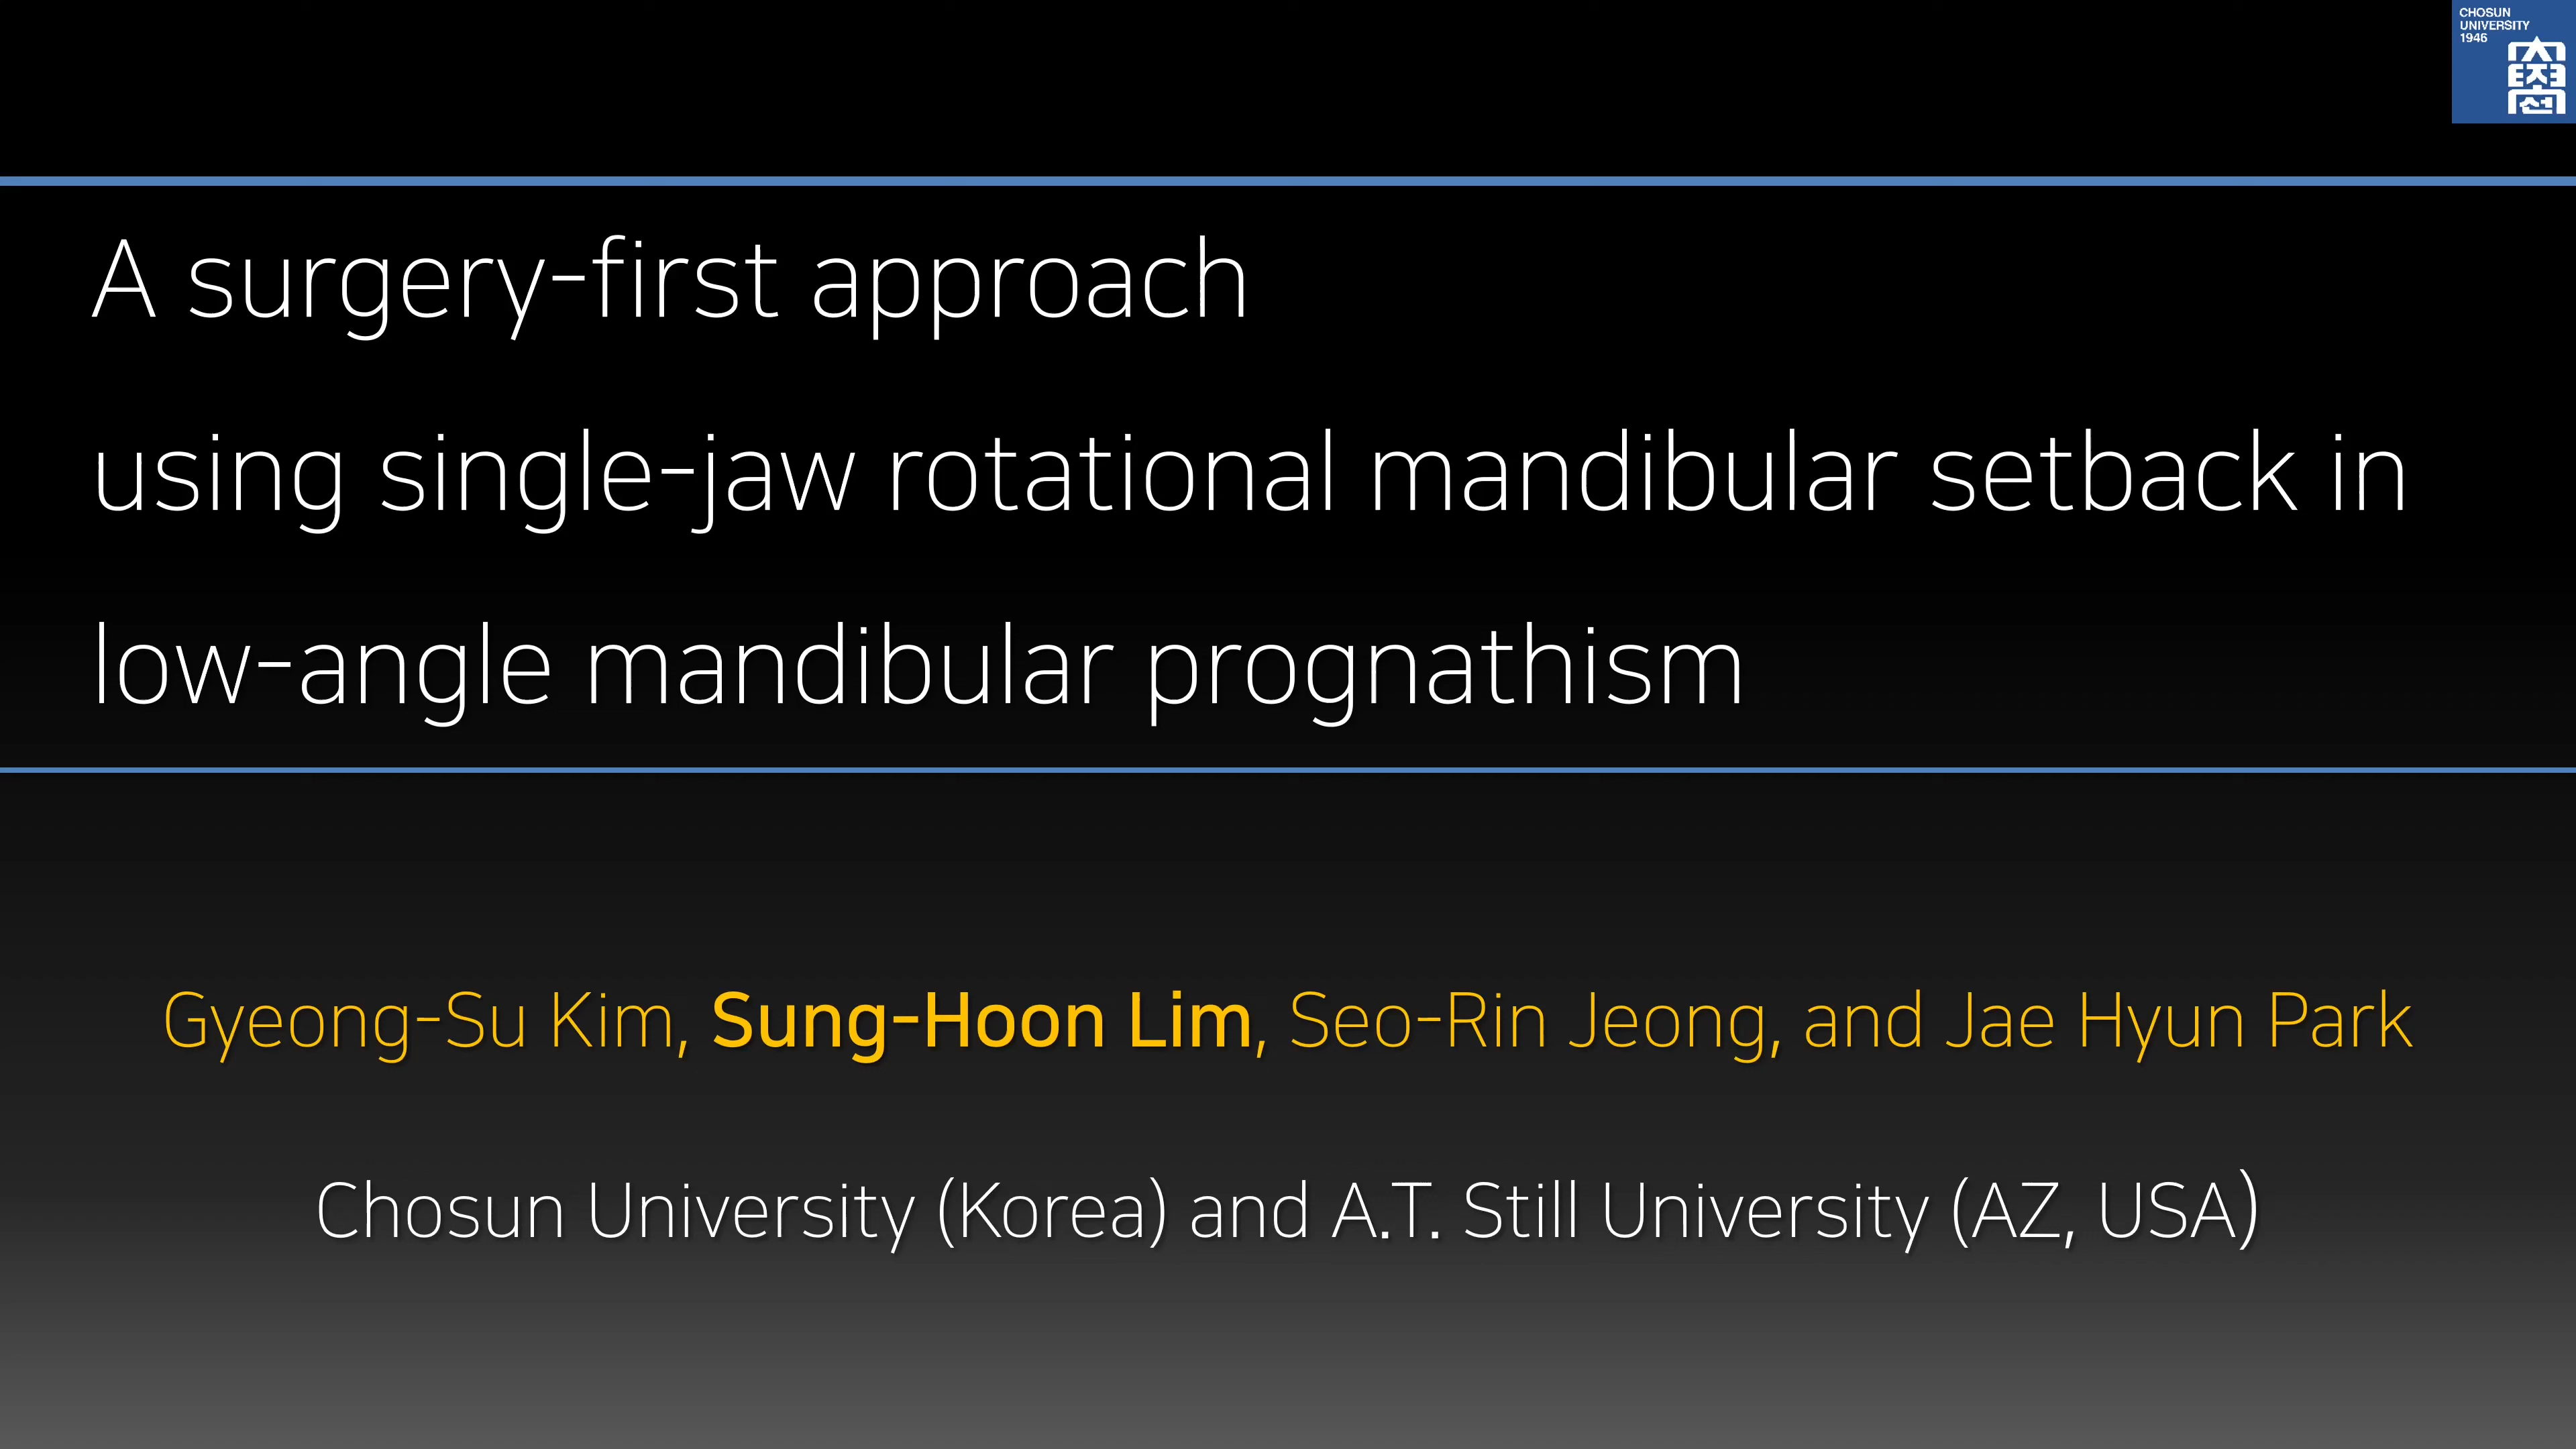 CHOSUN
UNIVERSITY
1946
조선
A surgery-first approach
using single-jaw rotational mandibular setback in
low-angle mandibular prognathism
Gyeong-Su Kim, Sung-Hoon Lim, Seo-Rin Jeong, and Jae Hyun Park
Chosun University (Korea) and A.T. Still University (AZ, USA)